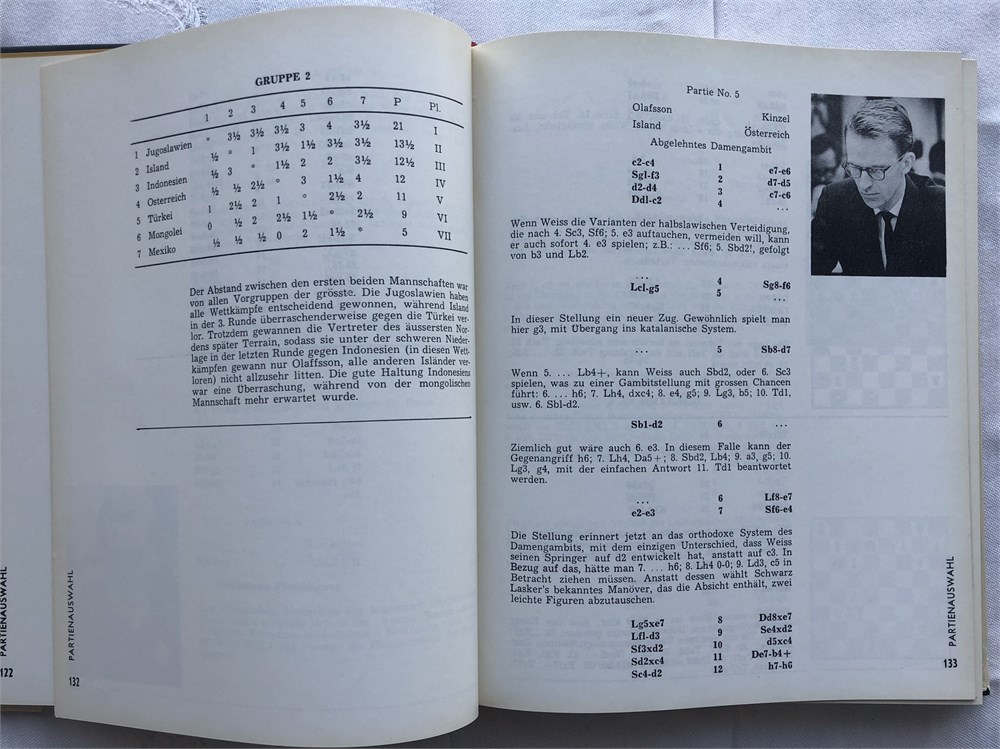 GRUPPE 2
1 2 3 4 5 6 7 P Pl.
1 Jugoslawien * 3½ 3½ 3½ 3 4 3½ 21 I
2 Island ½ * 1 3½ 1½ 3½ 3½ 13½ II
3 Indonesien ½ 3 * 1½ 2 2 3½ 12½ III
4 Osterreich ½ ½ 2½ * 3 1½ 4 12 IV
5 Türkei 1 2½ 2 1 * 2½ 2 11 V
6 Mongolei 0 ½ 2 2½ 1½ * 2½ 9 VI
7 Mexiko ½ ½ ½ 0 2 1½ * 5 VII
Der Abstand zwischen den ersten beiden Mannschaften war
von allen Vorgruppen der grösste. Die Jugoslawien haben
alle Wettkämpfe entscheidend gewonnen, während Island
in der 3. Runde überraschenderweise gegen die Türkei ver-
lor. Trotzdem gewannen die Vertreter des äussersten Nor-
dens später Terrain, sodass sie unter der schweren Nieder-
lage in der letzten Runde gegen Indonesien (in diesen Wett-
kämpfen gewann nur Olaffsson, alle anderen Isländer ver-
loren) nicht allzusehr litten. Die gute Haltung Indonesiens
war eine Überraschung, während von der mongolischen
Mannschaft mehr erwartet wurde.
PARTIENAUSWAHL
122
PARTIENAUSWAHL
132
Partie No. 5
Olafsson Kinzel
Island Österreich
Abgelehntes Damengambit
c2-c4 1 e7-e6
Sg1-f3 2 d7-d5
d2-d4 3 c7-c6
Dd1-c2 4 ...
Wenn Weiss die Varianten der halbslawischen Verteidigung,
die nach 4. Sc3, Sf6; 5. e3 auftauchen, vermeiden will, kann
er auch sofort 4. e3 spielen; z.B.: ... Sf6; 5. Sbd2!, gefolgt
von b3 und Lb2.
... 4 Sg8-f6
Lc1-g5 5 ...
In dieser Stellung ein neuer Zug. Gewöhnlich spielt man
hier g3, mit Übergang ins katalanische System.
... 5 Sb8-d7
Wenn 5. ... Lb4+, kann Weiss auch Sbd2, oder 6. Sc3
spielen, was zu einer Gambitstellung mit grossen Chancen
führt: 6. ... h6; 7. Lh4, dxc4; 8. e4, g5; 9. Lg3, b5; 10. Td1,
usw. 6. Sb1-d2.
Sb1-d2 6 ...
Ziemlich gut wäre auch 6. e3. In diesem Falle kann der
Gegenangriff h6; 7. Lh4, Da5+; 8. Sbd2, Lb4; 9. a3, g5; 10.
Lg3, g4, mit der einfachen Antwort 11. Td1 beantwortet
werden.
... 6 Lf8-e7
e2-e3 7 Sf6-e4
Die Stellung erinnert jetzt an das orthodoxe System des
Damengambits, mit dem einzigen Unterschied, dass Weiss
seinen Springer auf d2 entwickelt hat, anstatt auf c3. In
Bezug auf das, hätte man 7. ... h6; 8. Lh4 0-0; 9. Ld3, c5 in
Betracht ziehen müssen. Anstatt dessen wählt Schwarz
Lasker's bekanntes Manöver, das die Absicht enthält, zwei
leichte Figuren abzutauschen.
Lg5xe7 8 Dd8xe7
Lf1-d3 9 Se4xd2
Sf3xd2 10 d5xc4
Sd2xc4 11 De7-b4+
Sc4-d2 12 h7-h6
PARTIENAUSWAHL
133